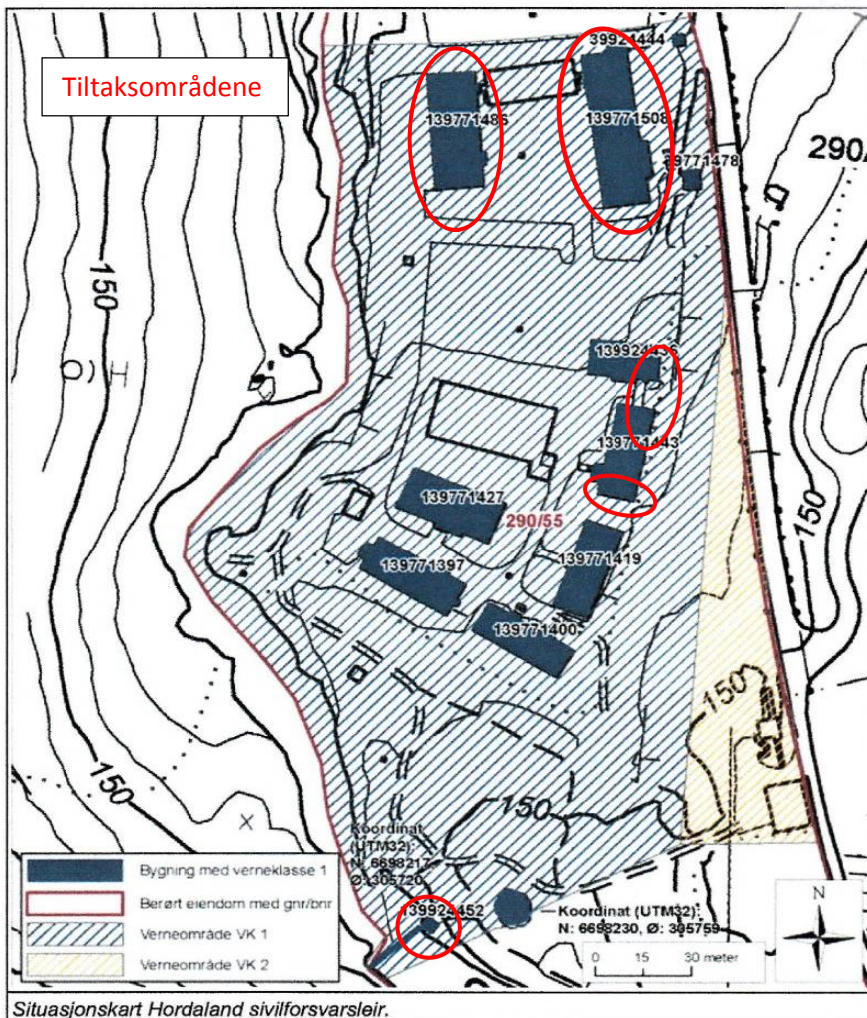 Tiltaksområdene
39924444
139771486
139771508
39771478
290/
150
139771443
139771427
290/55
139771419
139771397
139771400
150
150
150
150
Koordinat
(UTM32):
N: 6698217,
Ø: 305720
139924452
Koordinat (UTM32):
N: 6698230, Ø: 305759
Bygning med verneklasse 1
Berørt eiendom med gnr/bnr
Verneområde VK 1
Verneområde VK 2
0 15 30 meter
N
Situasjonskart Hordaland sivilforsvarsleir.